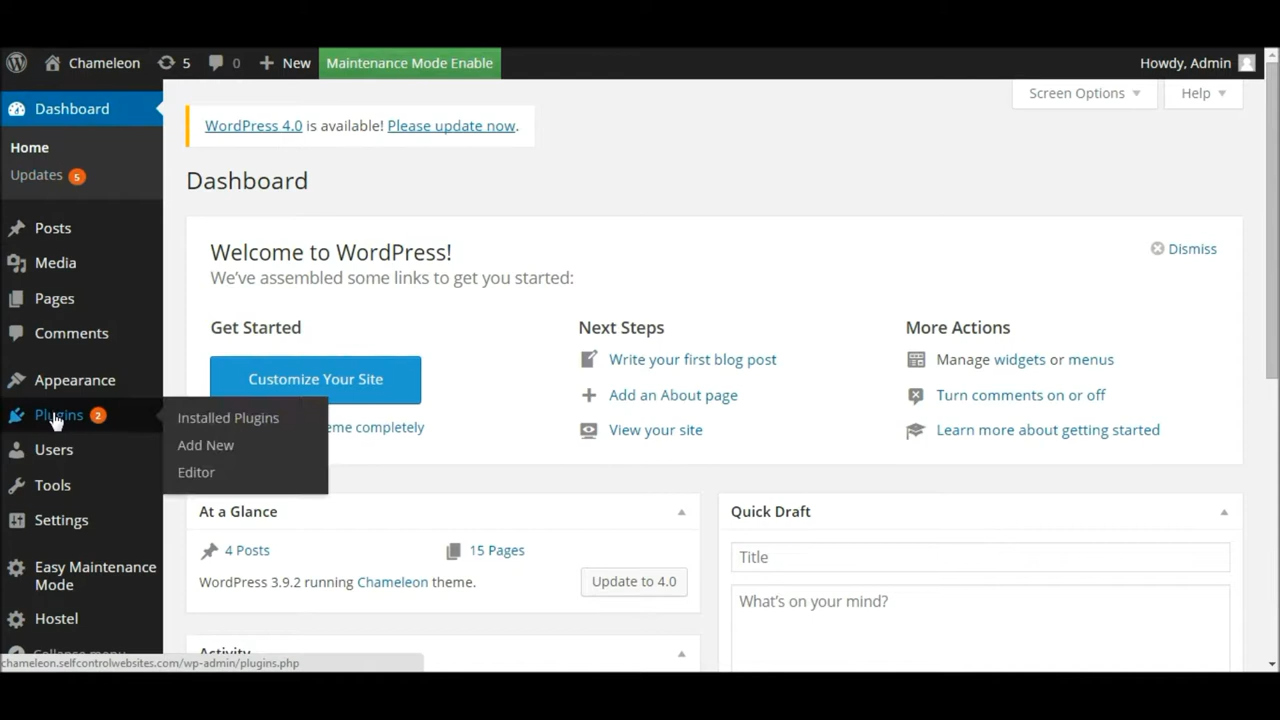 Chameleon 5 0 New Maintenance Mode Enable Howdy, Admin
Dashboard
Home
Updates 5
Posts
Media
Pages
Comments
Appearance
Plugins 2
Users
Tools
Settings
Easy Maintenance
Mode
Hostel
Collapse menu
Installed Plugins
Add New
Editor
Screen Options Help
WordPress 4.0 is available! Please update now.
Dashboard
Welcome to WordPress!
We've assembled some links to get you started:
Dismiss
Get Started
Customize Your Site
eme completely
Next Steps
Write your first blog post
Add an About page
View your site
More Actions
Manage widgets or menus
Turn comments on or off
Learn more about getting started
At a Glance
4 Posts 15 Pages
WordPress 3.9.2 running Chameleon theme. Update to 4.0
Activity
Quick Draft
Title
What's on your mind?
chameleon.selfcontrolwebsites.com/wp-admin/plugins.php